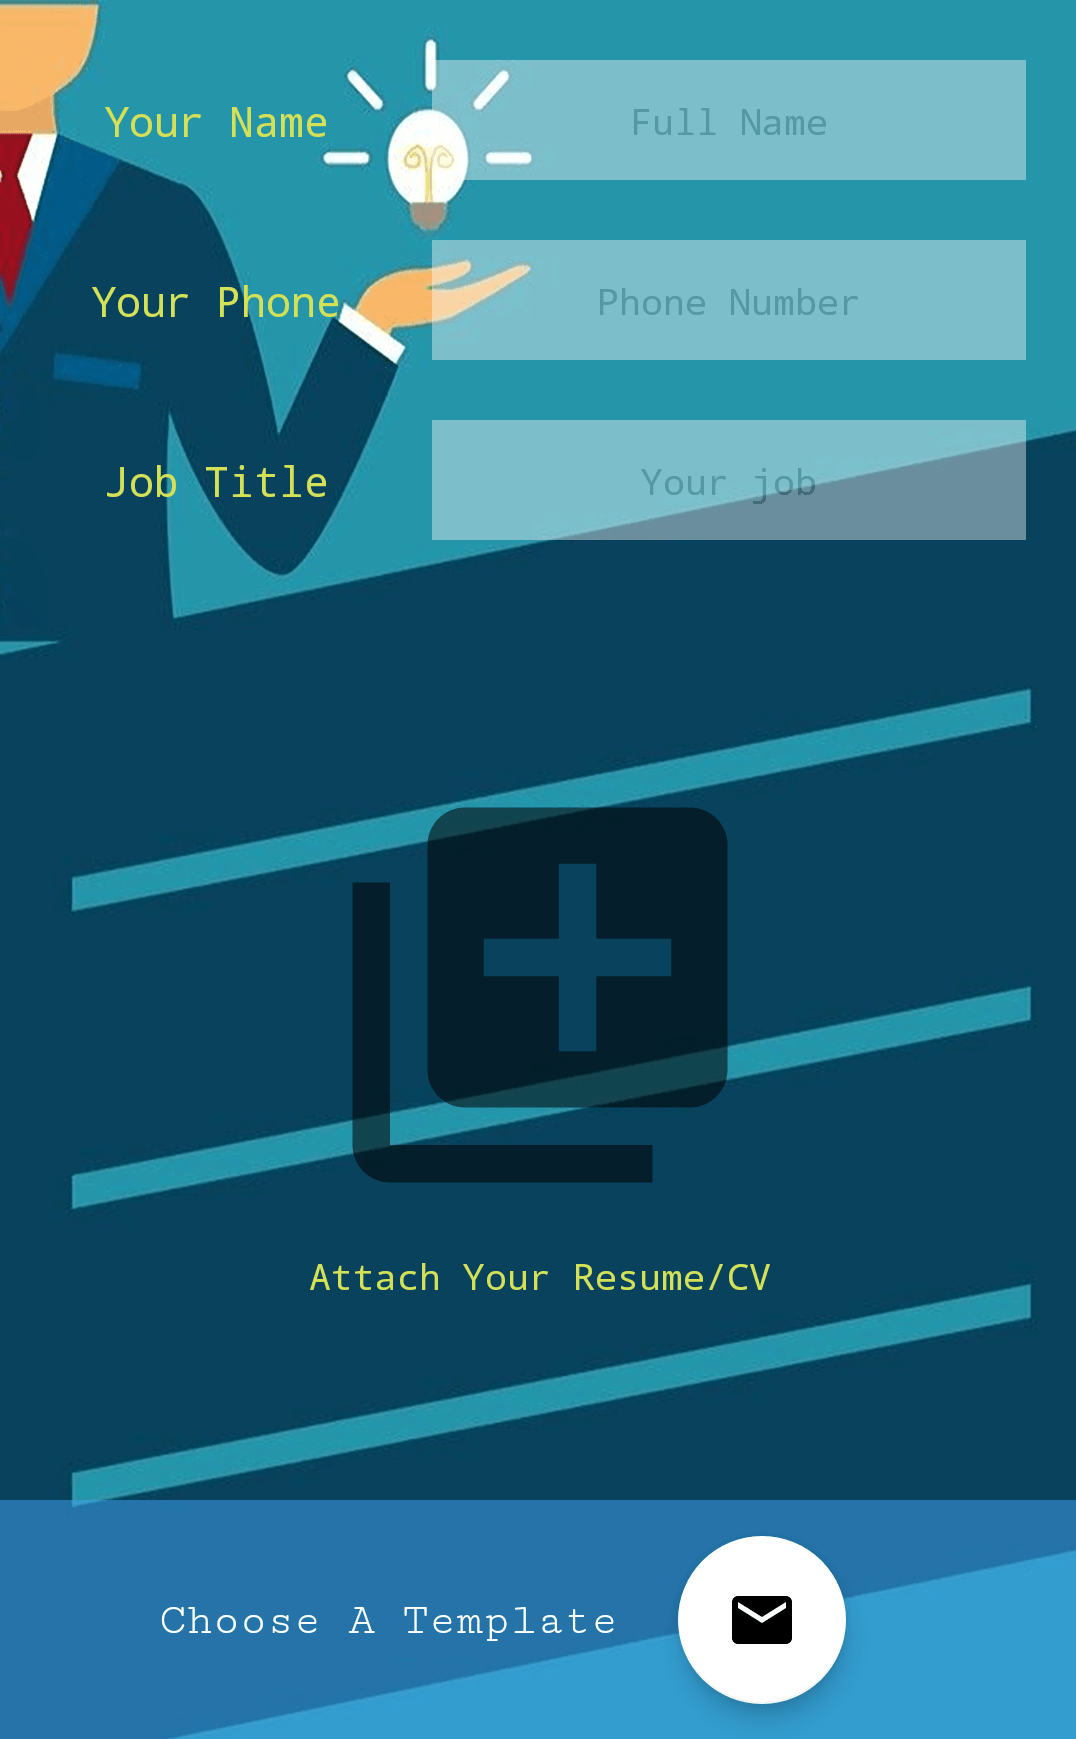 Your Name
Full Name
Your Phone
Phone Number
Job Title
Your job
Attach Your Resume/CV
Choose A Template